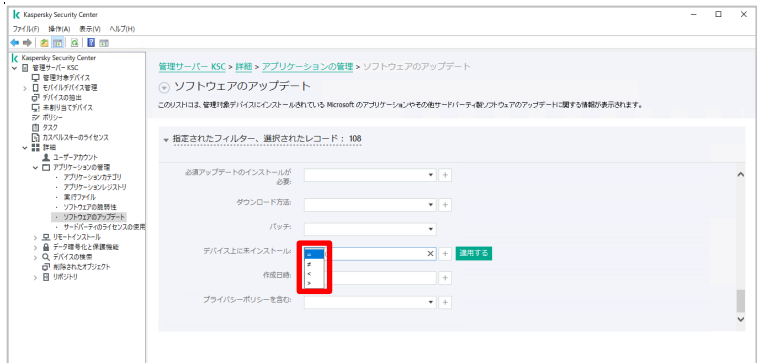 Kaspersky Security Center
ファイル(F) 操作(A) 表示(V) ヘルプ(H)
Kaspersky Security Center
管理サーバー KSC
管理対象デバイス
モバイルデバイス管理
デバイスの抽出
未割り当てデバイス
ポリシー
タスク
カスペルスキーのライセンス
詳細
ユーザーアカウント
アプリケーションの管理
アプリケーションカテゴリ
アプリケーションレジストリ
実行ファイル
ソフトウェアの脆弱性
ソフトウェアのアップデート
サードパーティのライセンスの使用
リモートインストール
データ暗号化と保護機能
デバイスの検索
削除されたオブジェクト
リポジトリ
管理サーバー KSC > 詳細 > アプリケーションの管理 > ソフトウェアのアップデート
ソフトウェアのアップデート
このリストには、管理対象デバイスにインストールされている Microsoft のアプリケーションやその他サードパーティ製ソフトウェアのアップデートに関する情報が表示されます。
指定されたフィルター、選択されたレコード: 108
必須アップデートのインストールが
必要:
ダウンロード方法:
パッチ:
デバイス上に未インストール:
=
適用する
≠
<
>
作成日時:
プライバシーポリシーを含む: